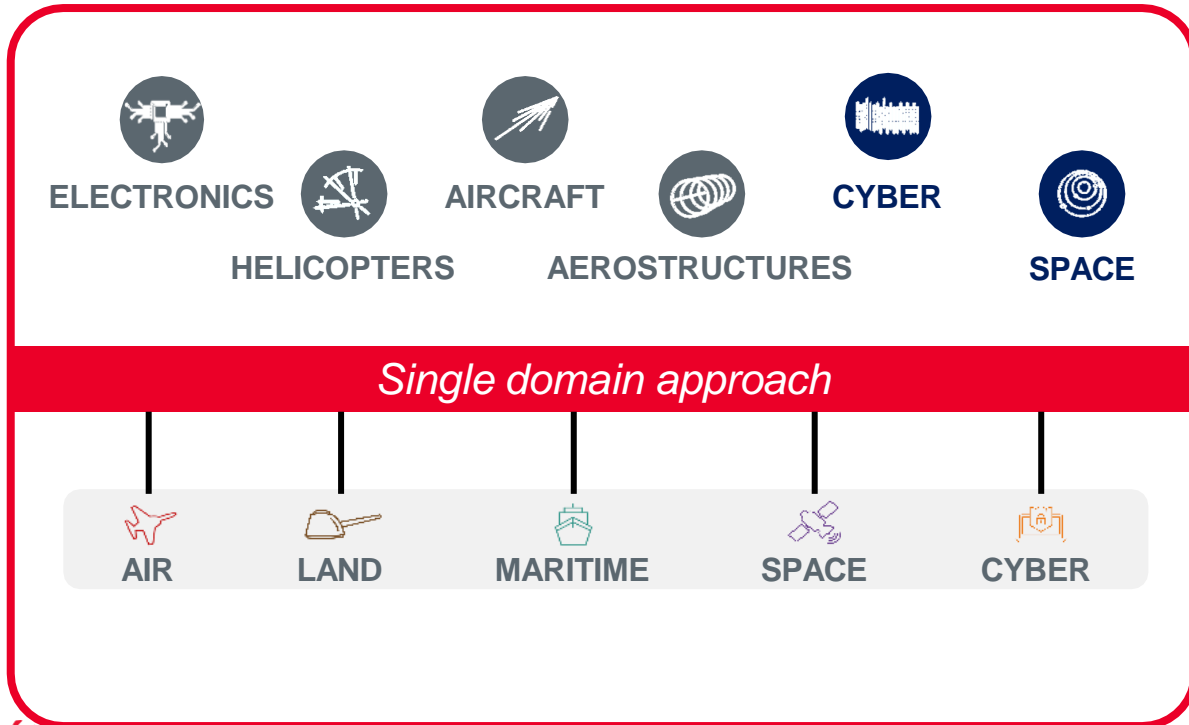 ELECTRONICS
AIRCRAFT
CYBER
HELICOPTERS
AEROSTRUCTURES
SPACE
Single domain approach
AIR
LAND
MARITIME
SPACE
CYBER